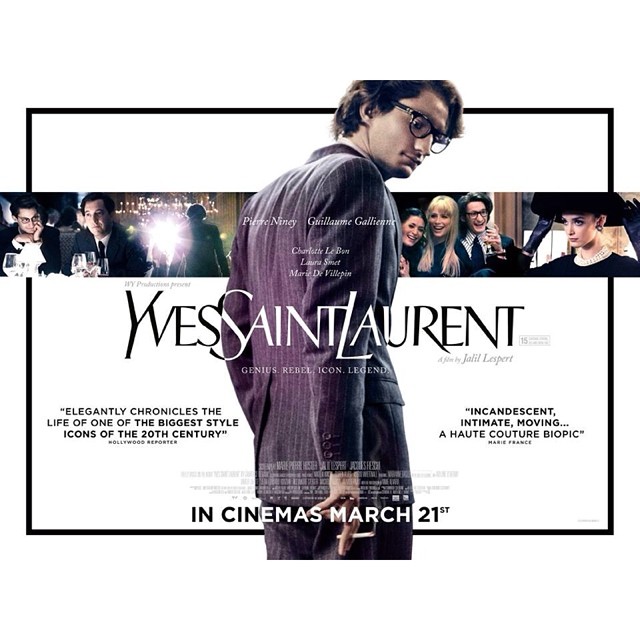 Pierre Niney Guillaume Gallienne
Charlotte Le Bon
Laura Smet
Marie De Villepin
WY Productions present
YVES SAINT LAURENT
15
a film by Jalil Lespert
GENIUS. REBEL. ICON. LEGEND.
“ELEGANTLY CHRONICLES THE
LIFE OF ONE OF THE BIGGEST STYLE
ICONS OF THE 20TH CENTURY”
HOLLYWOOD REPORTER
“INCANDESCENT,
INTIMATE, MOVING...
A HAUTE COUTURE BIOPIC”
MARIE FRANCE
IN CINEMAS MARCH 21ST